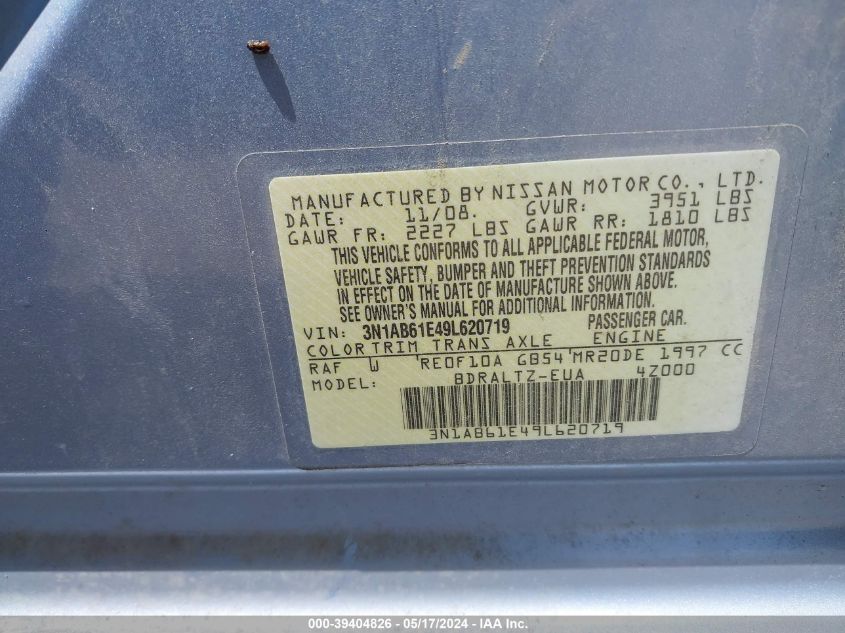 MANUFACTURED BY NISSAN MOTOR CO., LTD.
DATE: 11/08. GVWR: 3951 LBS
GAWR FR: 2227 LBS GAWR RR: 1810 LBS
THIS VEHICLE CONFORMS TO ALL APPLICABLE FEDERAL MOTOR,
VEHICLE SAFETY, BUMPER AND THEFT PREVENTION STANDARDS
IN EFFECT ON THE DATE OF MANUFACTURE SHOWN ABOVE.
SEE OWNER'S MANUAL FOR ADDITIONAL INFORMATION.
VIN: 3N1AB61E49L620719 PASSENGER CAR.
COLOR TRIM TRANS AXLE ENGINE
RAF W RE0F10A GB54 MR20DE 1997 CC
MODEL: BDRALTZ-EUA 4Z000
3N1AB61E49L620719
000-39404826 - 05/17/2024 - IAA Inc.